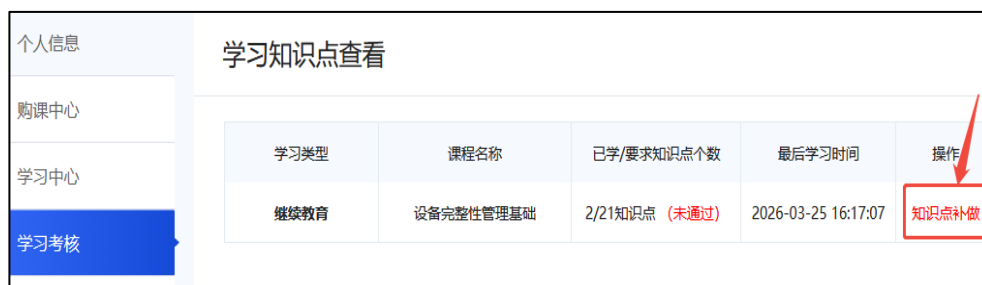 个人信息
购课中心
学习中心
学习考核
学习知识点查看
学习类型 课程名称 已学/要求知识点个数 最后学习时间 操作
继续教育 设备完整性管理基础 2/21知识点 (未通过) 2026-03-25 16:17:07 知识点补做